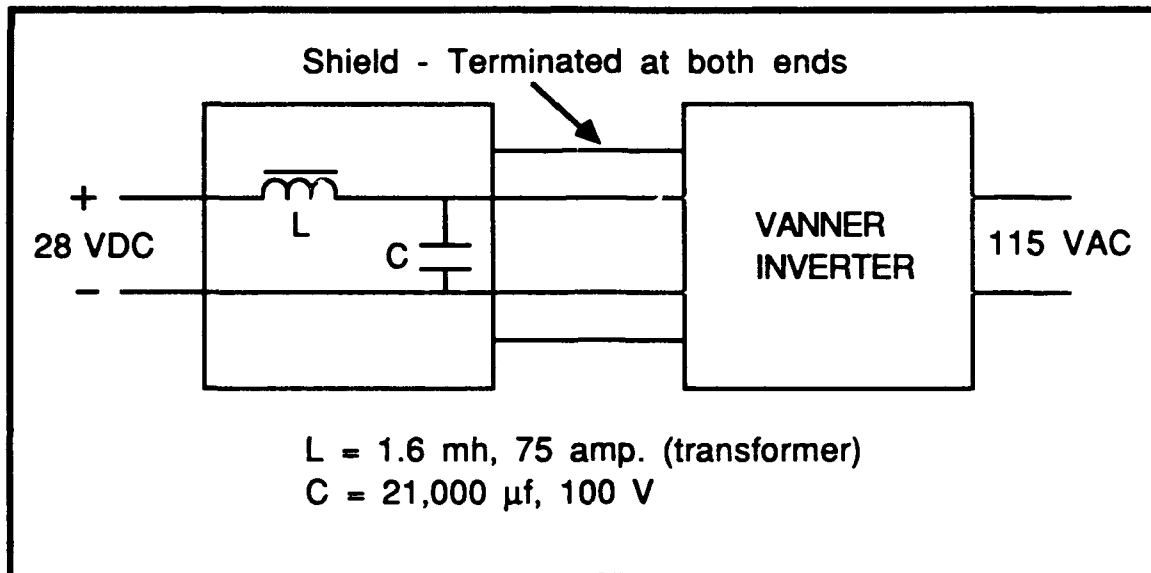 Shield - Terminated at both ends
+
28 VDC
-
L
C
VANNER
INVERTER
115 VAC
L = 1.6 mh, 75 amp. (transformer)
C = 21,000 µf, 100 V